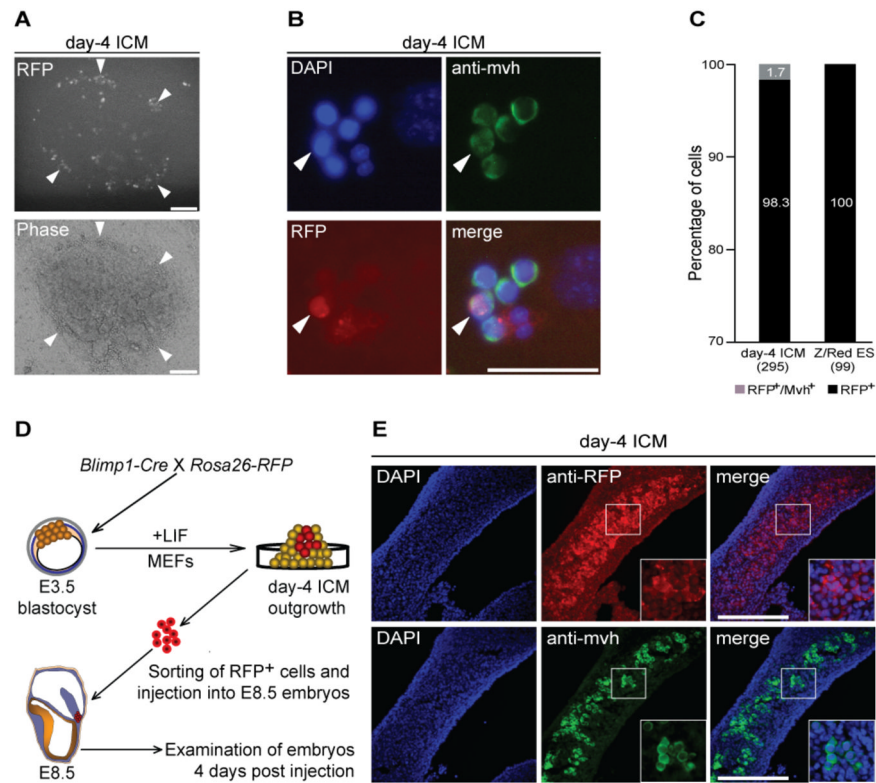 A
day-4 ICM
RFP
Phase
B
day-4 ICM
DAPI
anti-mvh
RFP
merge
C
Percentage of cells
100
90
80
70
1.7
98.3
100
day-4 ICM
(295)
Z/Red ES
(99)
RFP+/Mvh+
RFP+
D
Blimp1-Cre X Rosa26-RFP
+LIF
MEFs
E3.5
blastocyst
day-4 ICM
outgrowth
Sorting of RFP+ cells and
injection into E8.5 embryos
E8.5
Examination of embryos
4 days post injection
E
day-4 ICM
DAPI
anti-RFP
merge
DAPI
anti-mvh
merge